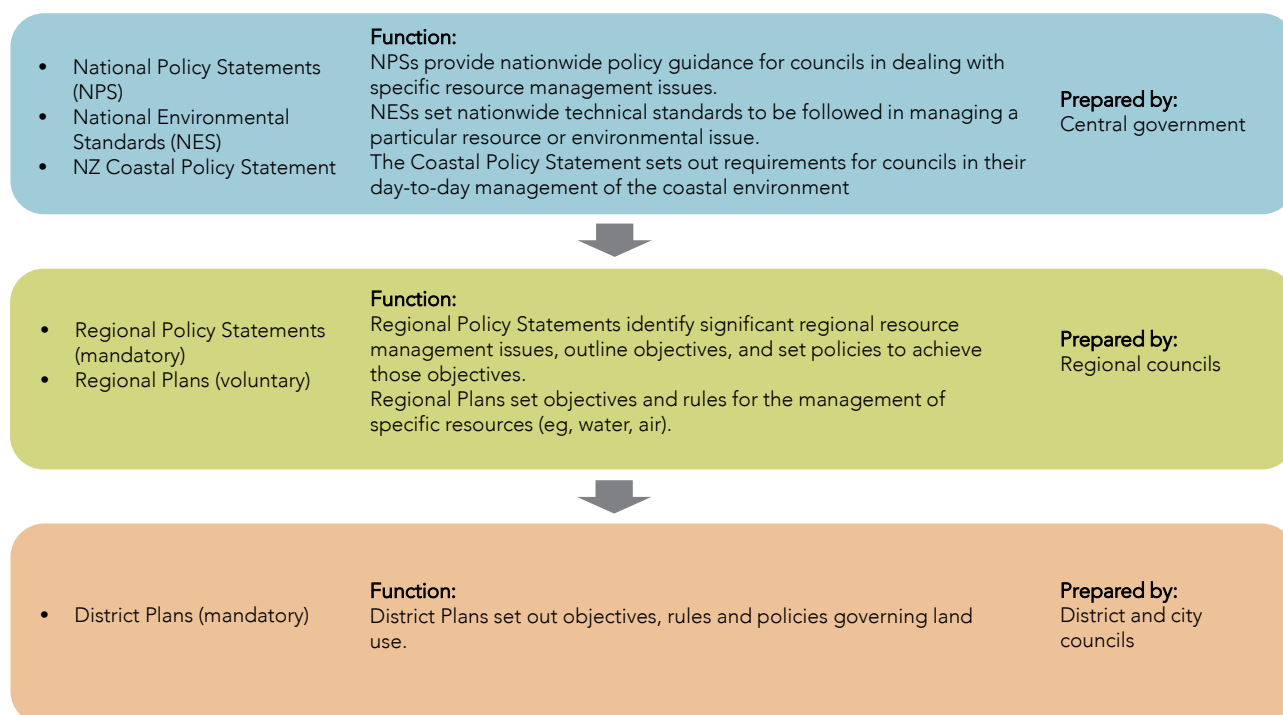 • National Policy Statements
(NPS)
• National Environmental
Standards (NES)
• NZ Coastal Policy Statement
Function:
NPSs provide nationwide policy guidance for councils in dealing with
specific resource management issues.
NESs set nationwide technical standards to be followed in managing a
particular resource or environmental issue.
The Coastal Policy Statement sets out requirements for councils in their
day-to-day management of the coastal environment
Prepared by:
Central government
• Regional Policy Statements
(mandatory)
• Regional Plans (voluntary)
Function:
Regional Policy Statements identify significant regional resource
management issues, outline objectives, and set policies to achieve
those objectives.
Regional Plans set objectives and rules for the management of
specific resources (eg, water, air).
Prepared by:
Regional councils
• District Plans (mandatory)
Function:
District Plans set out objectives, rules and policies governing land
use.
Prepared by:
District and city
councils